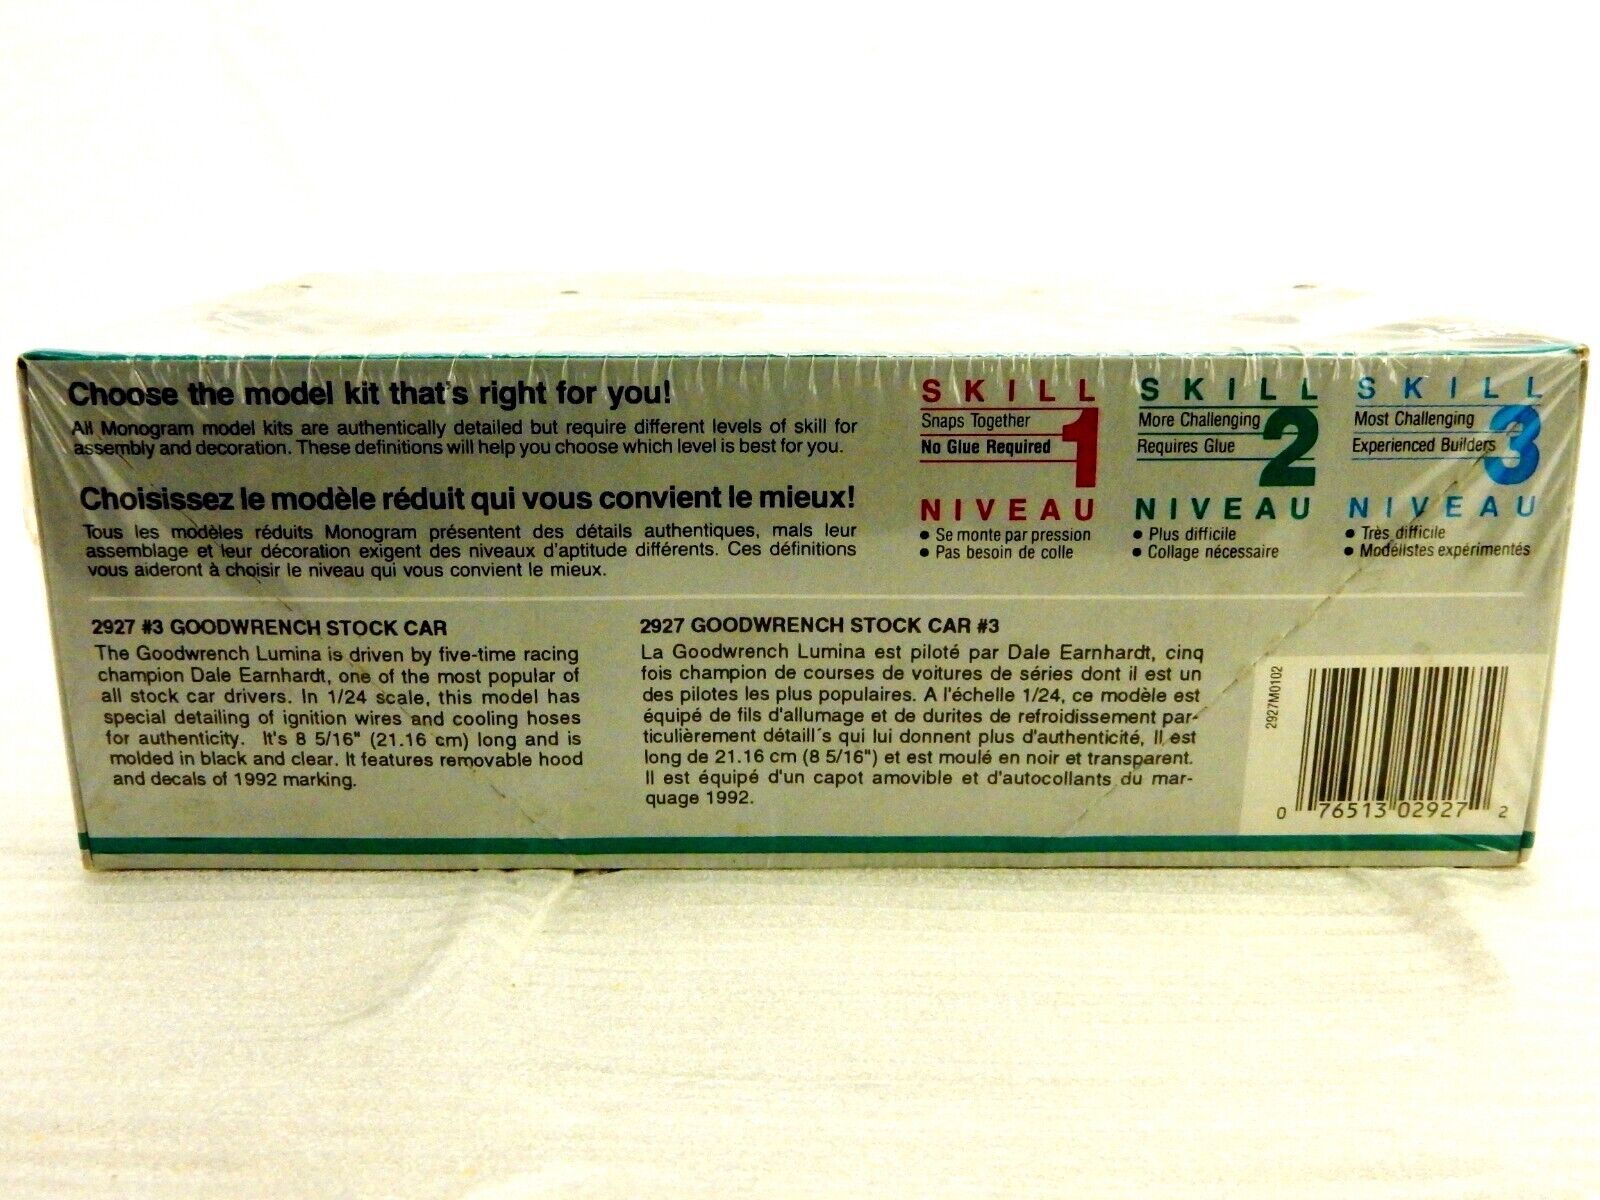 Choose the model kit that's right for you!
All Monogram model kits are authentically detailed but require different levels of skill for
assembly and decoration. These definitions will help you choose which level is best for you.
Choisissez le modèle réduit qui vous convient le mieux!
Tous les modèles réduits Monogram présentent des détails authentiques, mals leur
assemblage et leur décoration exigent des niveaux d'aptitude différents. Ces définitions
vous aideront à choisir le niveau qui vous convient le mieux.
SKILL
Snaps Together
No Glue Required
1
NIVEAU
• Se monte par pression
• Pas besoin de colle
SKILL
More Challenging
Requires Glue
2
NIVEAU
• Plus difficile
• Collage nécessaire
SKILL
Most Challenging
Experienced Builders
3
NIVEAU
• Très difficile
• Modélistes expérimentés
2927 #3 GOODWRENCH STOCK CAR
The Goodwrench Lumina is driven by five-time racing
champion Dale Earnhardt, one of the most popular of
all stock car drivers. In 1/24 scale, this model has
special detailing of ignition wires and cooling hoses
for authenticity. It's 8 5/16" (21.16 cm) long and is
molded in black and clear. It features removable hood
and decals of 1992 marking.
2927 GOODWRENCH STOCK CAR #3
La Goodwrench Lumina est piloté par Dale Earnhardt, cinq
fois champion de courses de voitures de séries dont il est un
des pilotes les plus populaires. A l'échelle 1/24, ce modèle est
équipé de fils d'allumage et de durites de refroidissement par-
ticulièrement détaill's qui lui donnent plus d'authenticité, Il est
long de 21.16 cm (8 5/16") et est moulé en noir et transparent.
Il est équipé d'un capot amovible et d'autocollants du mar-
quage 1992.
2927M0102
0 76513 02927 2